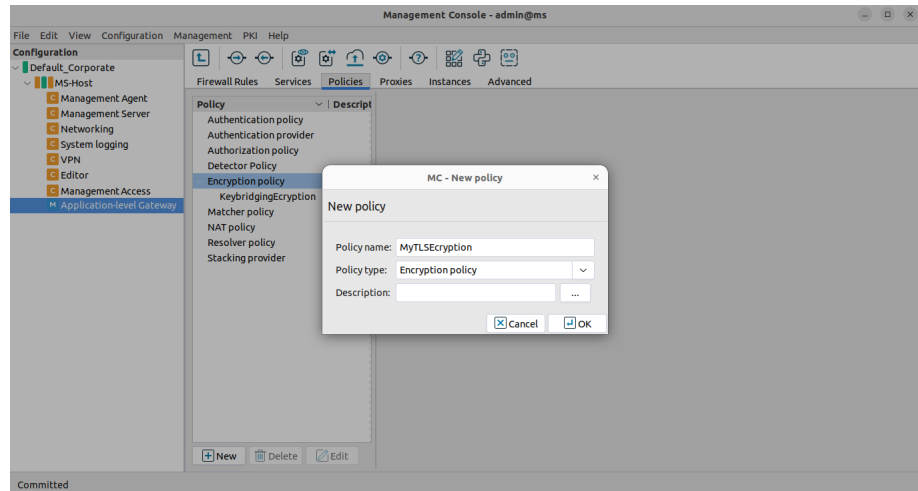 Management Console - admin@ms
File Edit View Configuration Management PKI Help
Configuration
Default_Corporate
MS-Host
Management Agent
Management Server
Networking
System logging
VPN
Editor
Management Access
Application-level Gateway
Firewall Rules Services Policies Proxies Instances Advanced
Policy Descript
Authentication policy
Authentication provider
Authorization policy
Detector Policy
Encryption policy
KeybridgingEcryption
Matcher policy
NAT policy
Resolver policy
Stacking provider
New Delete Edit
MC - New policy
New policy
Policy name: MyTLSEcryption
Policy type: Encryption policy
Description: ...
Cancel OK
Committed